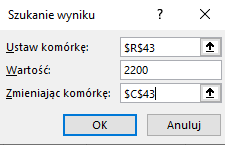 Szukanie wyniku
Ustaw komórkę: $R$43
Wartość: 2200
Zmieniając komórkę: $C$43
OK Anuluj